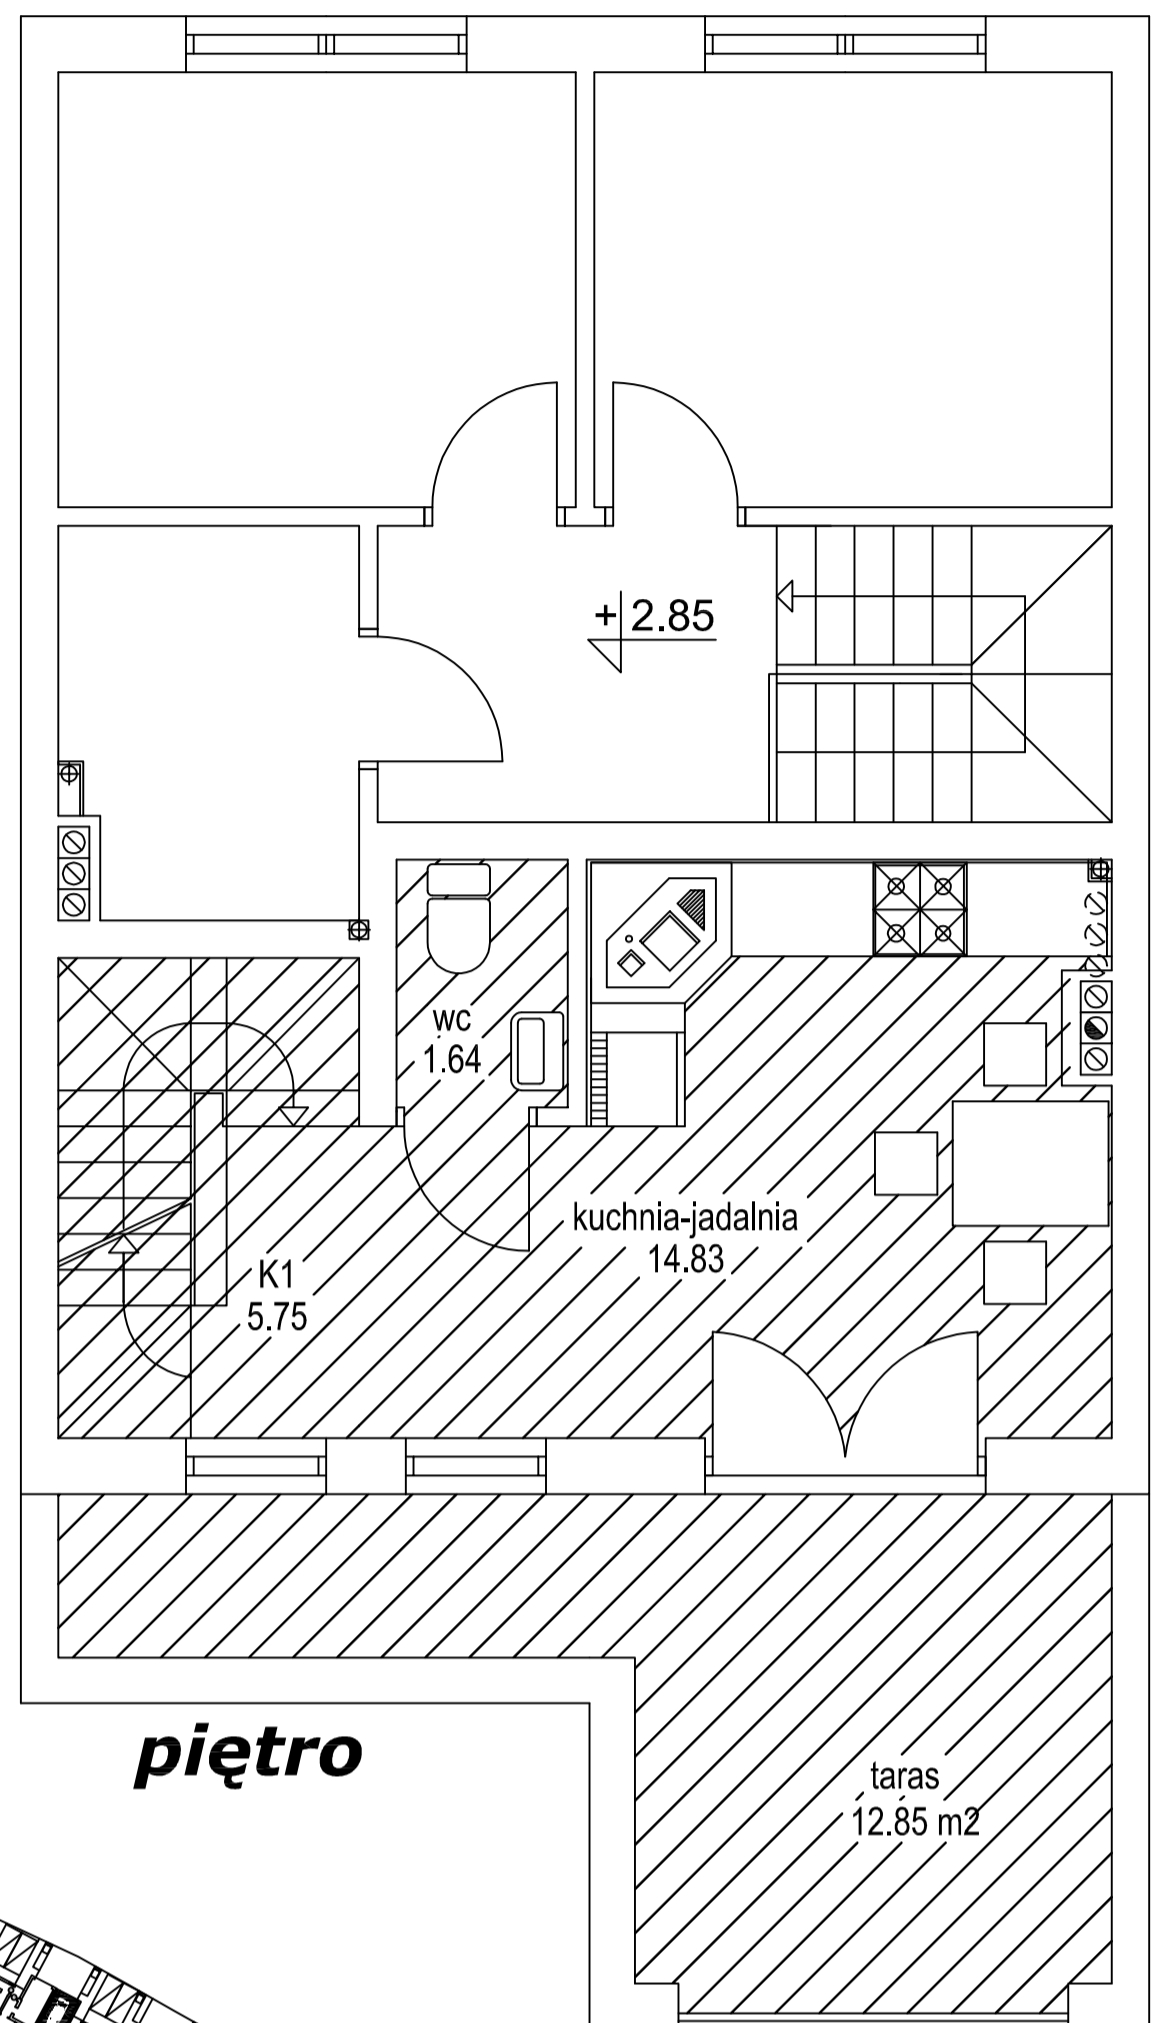 + 2.85
wc
1.64
kuchnia-jadalnia
14.83
K1
5.75
piętro
taras
12.85 m2